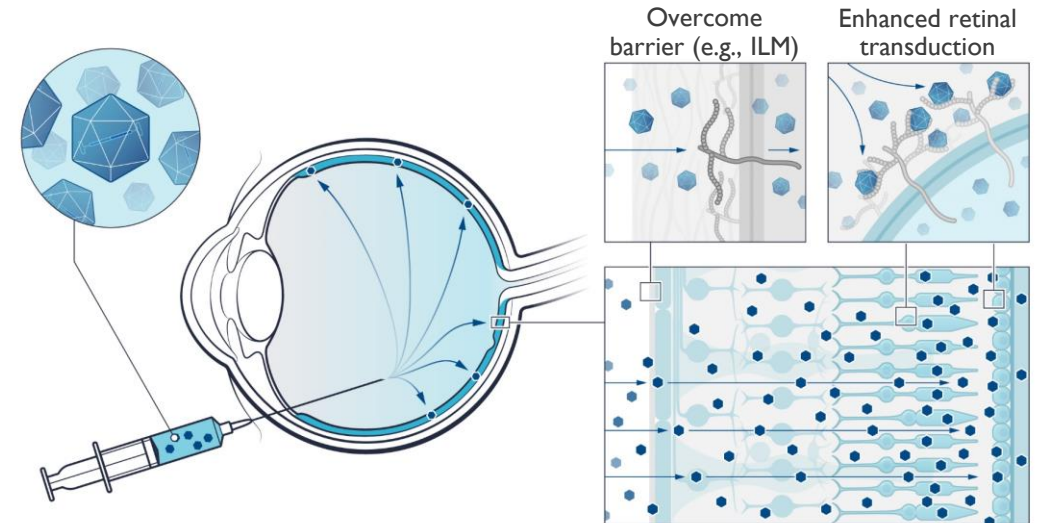 Overcome
barrier (e.g., ILM)
Enhanced retinal
transduction